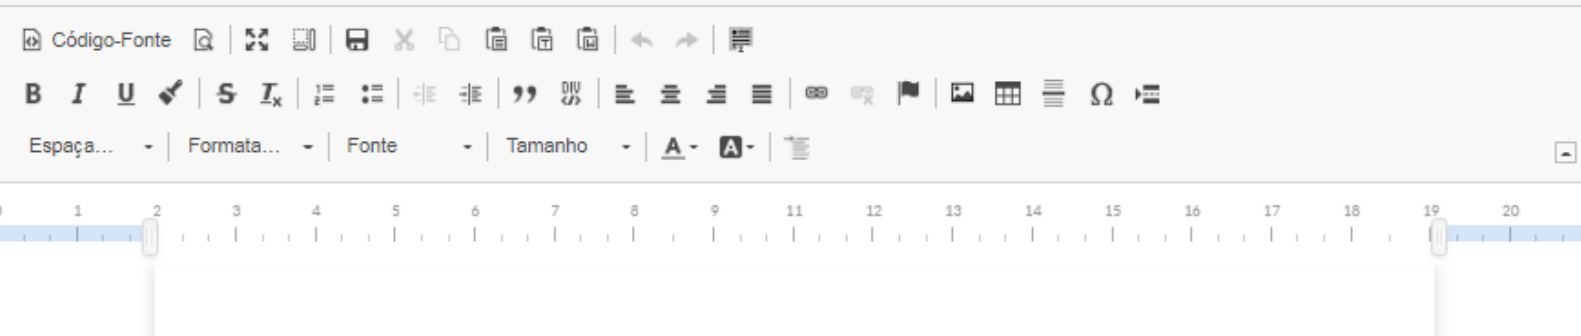 Código-Fonte
B I U S Tx
Espaça... Formata... Fonte Tamanho A A
1 2 3 4 5 6 7 8 9 11 12 13 14 15 16 17 18 19 20